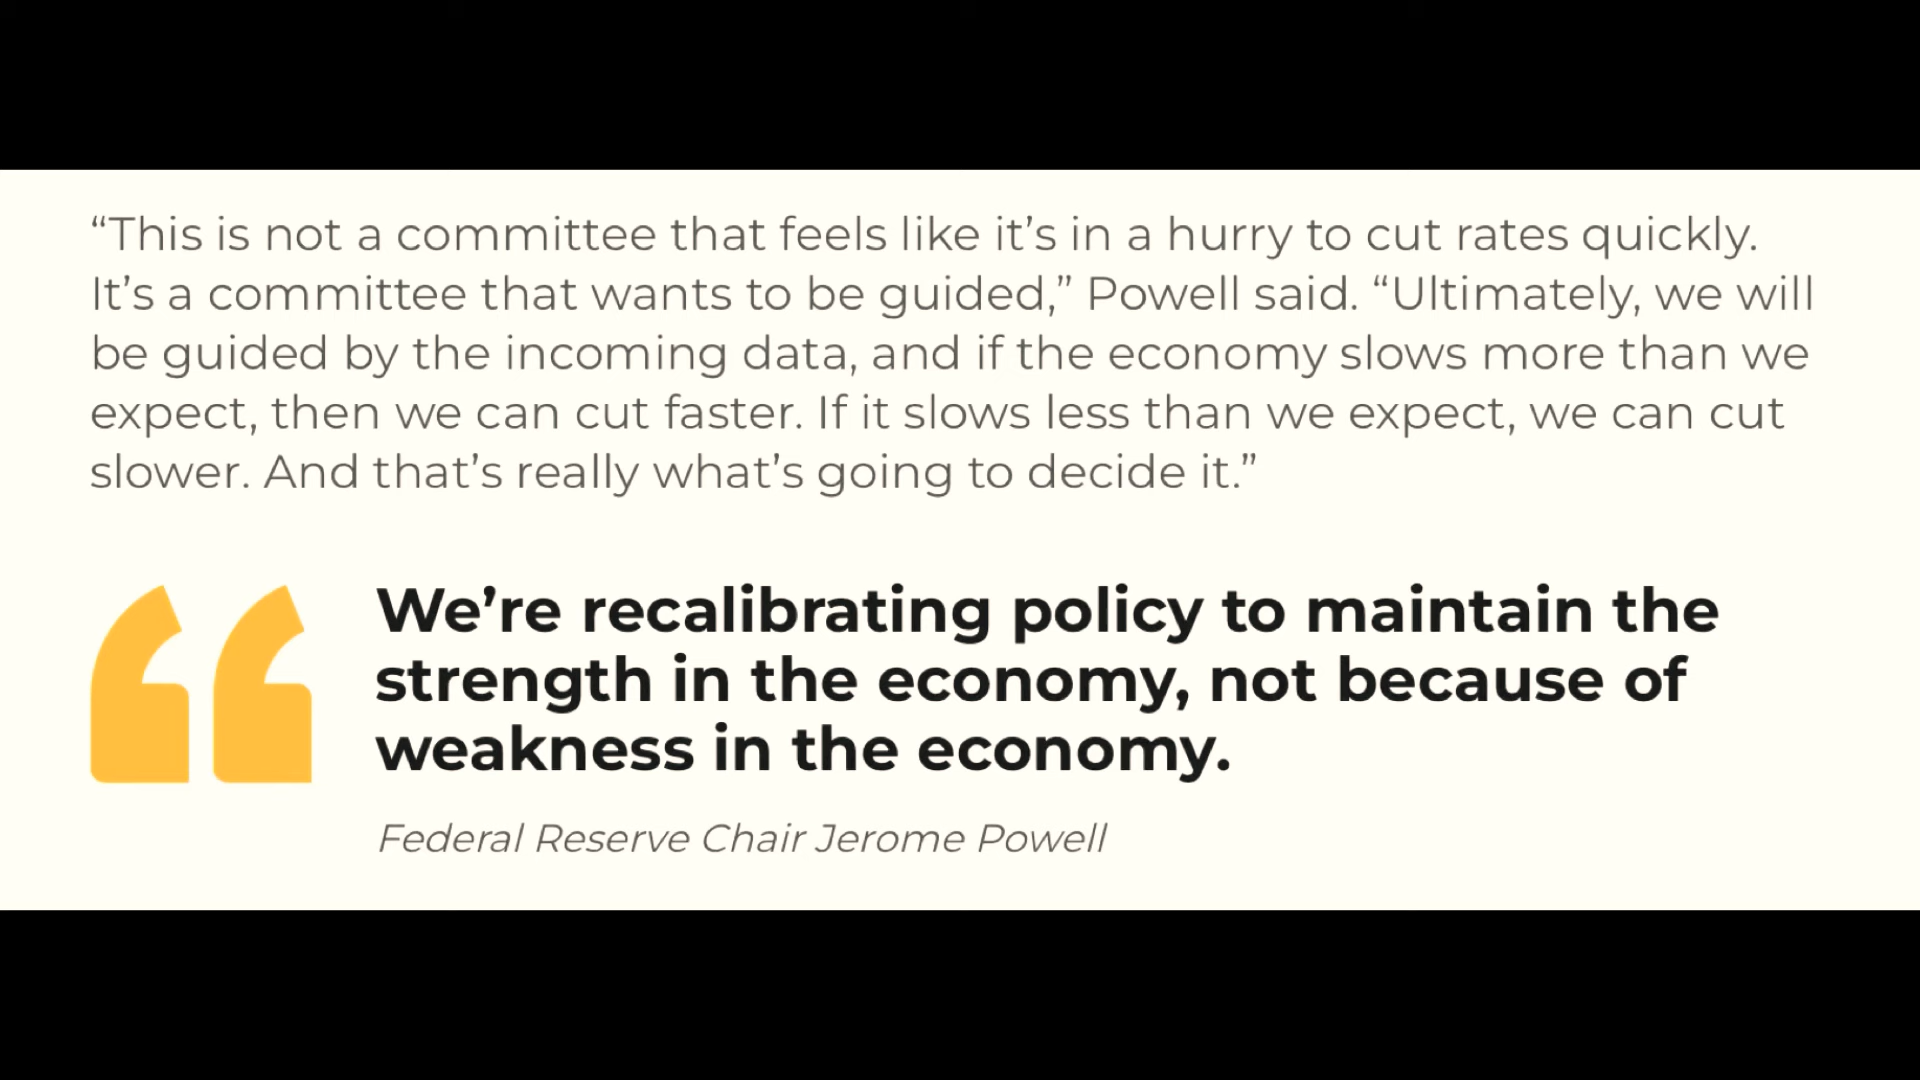 “This is not a committee that feels like it’s in a hurry to cut rates quickly.
It’s a committee that wants to be guided,” Powell said. “Ultimately, we will
be guided by the incoming data, and if the economy slows more than we
expect, then we can cut faster. If it slows less than we expect, we can cut
slower. And that’s really what’s going to decide it.”
We’re recalibrating policy to maintain the
strength in the economy, not because of
weakness in the economy.
Federal Reserve Chair Jerome Powell